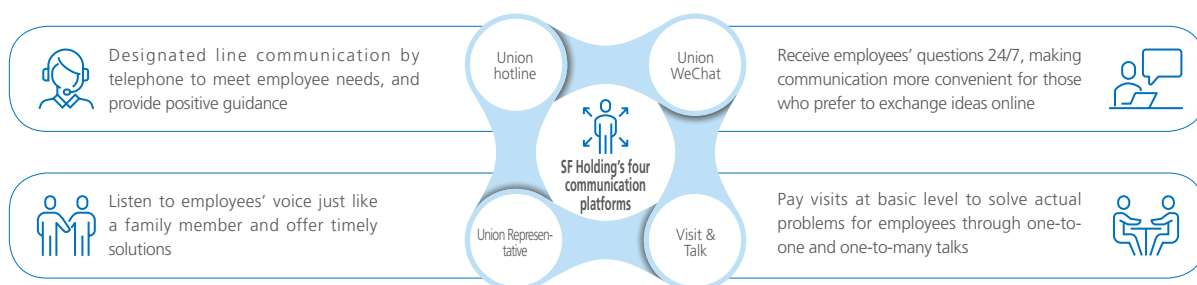 Designated line communication by
telephone to meet employee needs, and
provide positive guidance
Union
hotline
Union
WeChat
Receive employees' questions 24/7, making
communication more convenient for those
who prefer to exchange ideas online
SF Holding's four
communication
platforms
Listen to employees' voice just like
a family member and offer timely
solutions
Union Represen-
tative
Visit &
Talk
Pay visits at basic level to solve actual
problems for employees through one-to-
one and one-to-many talks